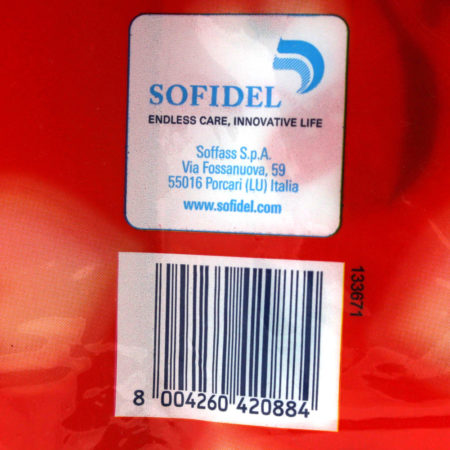 SOFIDEL
ENDLESS CARE, INNOVATIVE LIFE
Soffass S.p.A.
Via Fossanuova, 59
55016 Porcari (LU) Italia
www.sofidel.com
133671
8 004260 420884